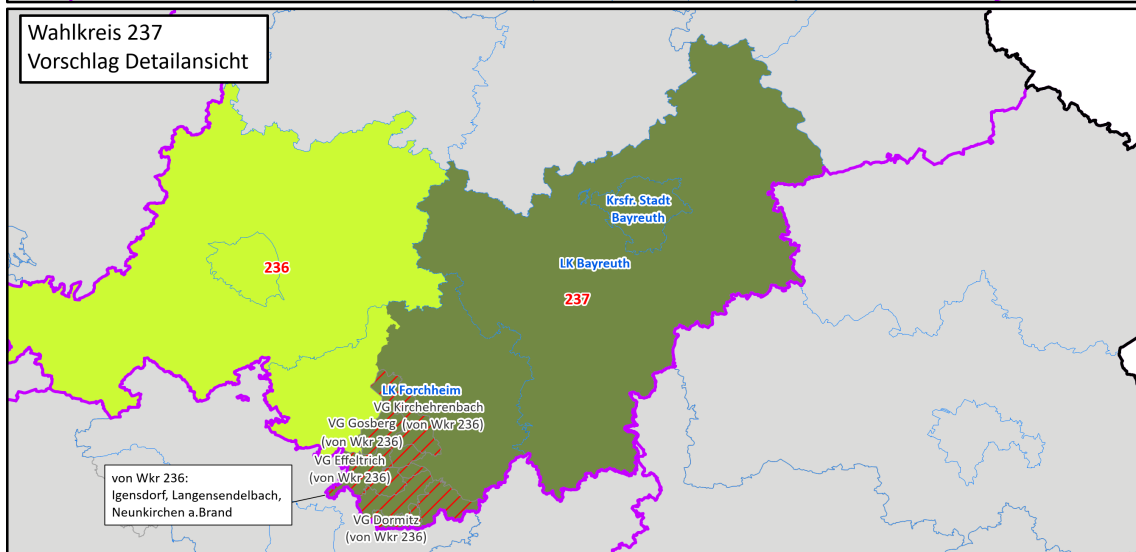 Wahlkreis 237
Vorschlag Detailansicht
Krsfr. Stadt
Bayreuth
LK Bayreuth
236
237
LK Forchheim
VG Kirchehrenbach
(von Wkr 236)
VG Gosberg
(von Wkr 236)
VG Effeltrich
(von Wkr 236)
von Wkr 236:
Igensdorf, Langensendelbach,
Neunkirchen a.Brand
VG Dormitz
(von Wkr 236)